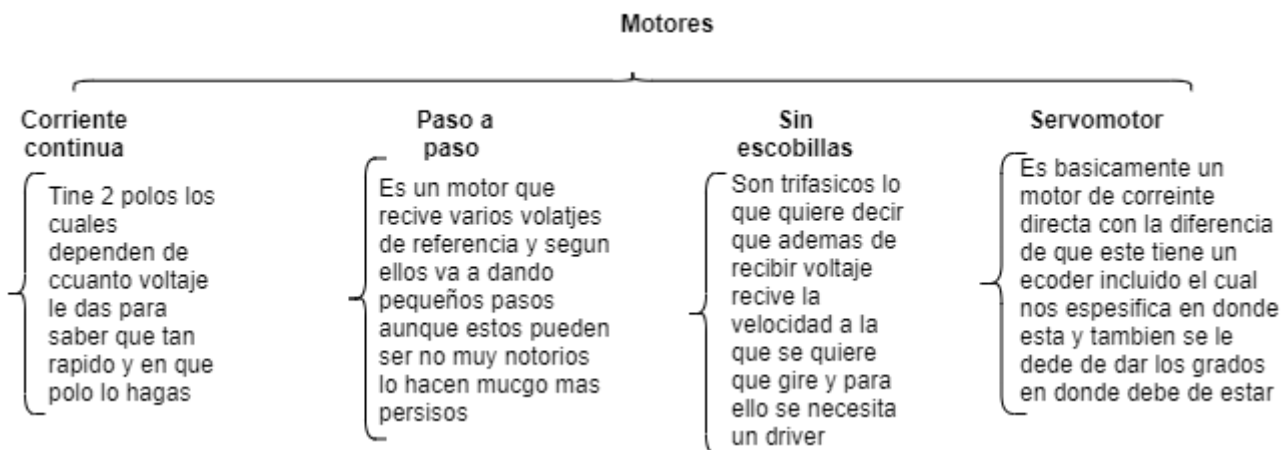 Motores
Corriente
continua
Tine 2 polos los
cuales
dependen de
ccuanto voltaje
le das para
saber que tan
rapido y en que
polo lo hagas
Paso a
paso
Es un motor que
recive varios volatjes
de referencia y segun
ellos va a dando
pequeños pasos
aunque estos pueden
ser no muy notorios
lo hacen mucgo mas
persisos
Sin
escobillas
Son trifasicos lo
que quiere decir
que ademas de
recibir voltaje
recive la
velocidad a la
que se quiere
que gire y para
ello se necesita
un driver
Servomotor
Es basicamente un
motor de correinte
directa con la diferencia
de que este tiene un
ecoder incluido el cual
nos espesifica en donde
esta y tambien se le
dede de dar los grados
en donde debe de estar